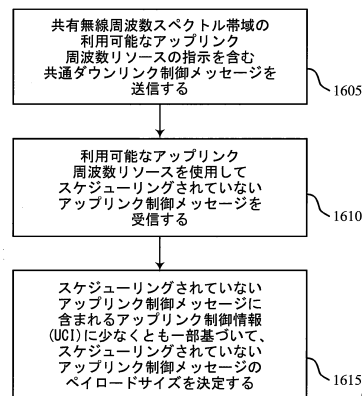 共有無線周波数スペクトル帯域の
利用可能なアップリンク
周波数リソースの指示を含む
共通ダウンリンク制御メッセージを
送信する
1605
利用可能なアップリンク
周波数リソースを使用して
スケジューリングされていない
アップリンク制御メッセージを
受信する
1610
スケジューリングされていない
アップリンク制御メッセージに
含まれるアップリンク制御情報
(UCI)に少なくとも一部基づいて、
スケジューリングされていない
アップリンク制御メッセージの
ペイロードサイズを決定する
1615